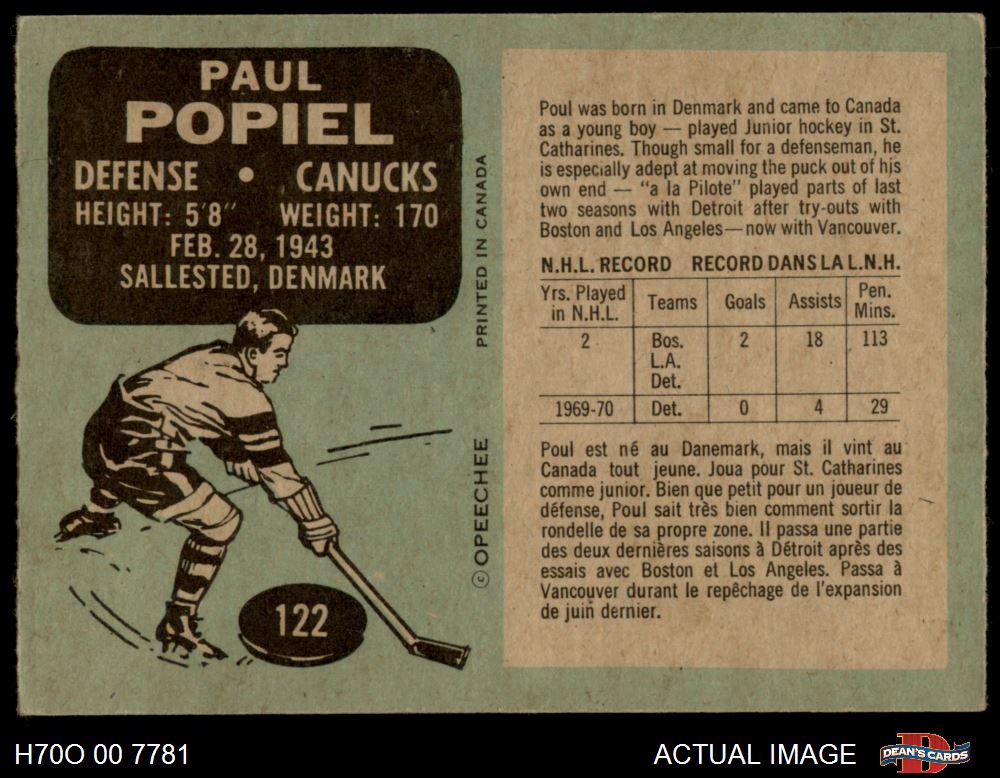 PAUL
POPIEL
DEFENSE • CANUCKS
HEIGHT: 5'8" WEIGHT: 170
FEB. 28, 1943
SALLESTED, DENMARK
PRINTED IN CANADA
© OPEECHEE
122
Poul was born in Denmark and came to Canada
as a young boy — played Junior hockey in St.
Catharines. Though small for a defenseman, he
is especially adept at moving the puck out of his
own end — "a la Pilote" played parts of last
two seasons with Detroit after try-outs with
Boston and Los Angeles—now with Vancouver.
N.H.L. RECORD RECORD DANS LA L.N.H.
Yrs. Played
in N.H.L. Teams Goals Assists Pen.
Mins.
2 Bos. 2 18 113
L.A.
Det.
1969-70 Det. 0 4 29
Poul est né au Danemark, mais il vint au
Canada tout jeune. Joua pour St. Catharines
comme junior. Bien que petit pour un joueur de
défense, Poul sait très bien comment sortir la
rondelle de sa propre zone. Il passa une partie
des deux dernières saisons à Détroit après des
essais avec Boston et Los Angeles. Passa à
Vancouver durant le repêchage de l'expansion
de juin dernier.
H70O 00 7781
ACTUAL IMAGE
D
DEAN'S CARDS